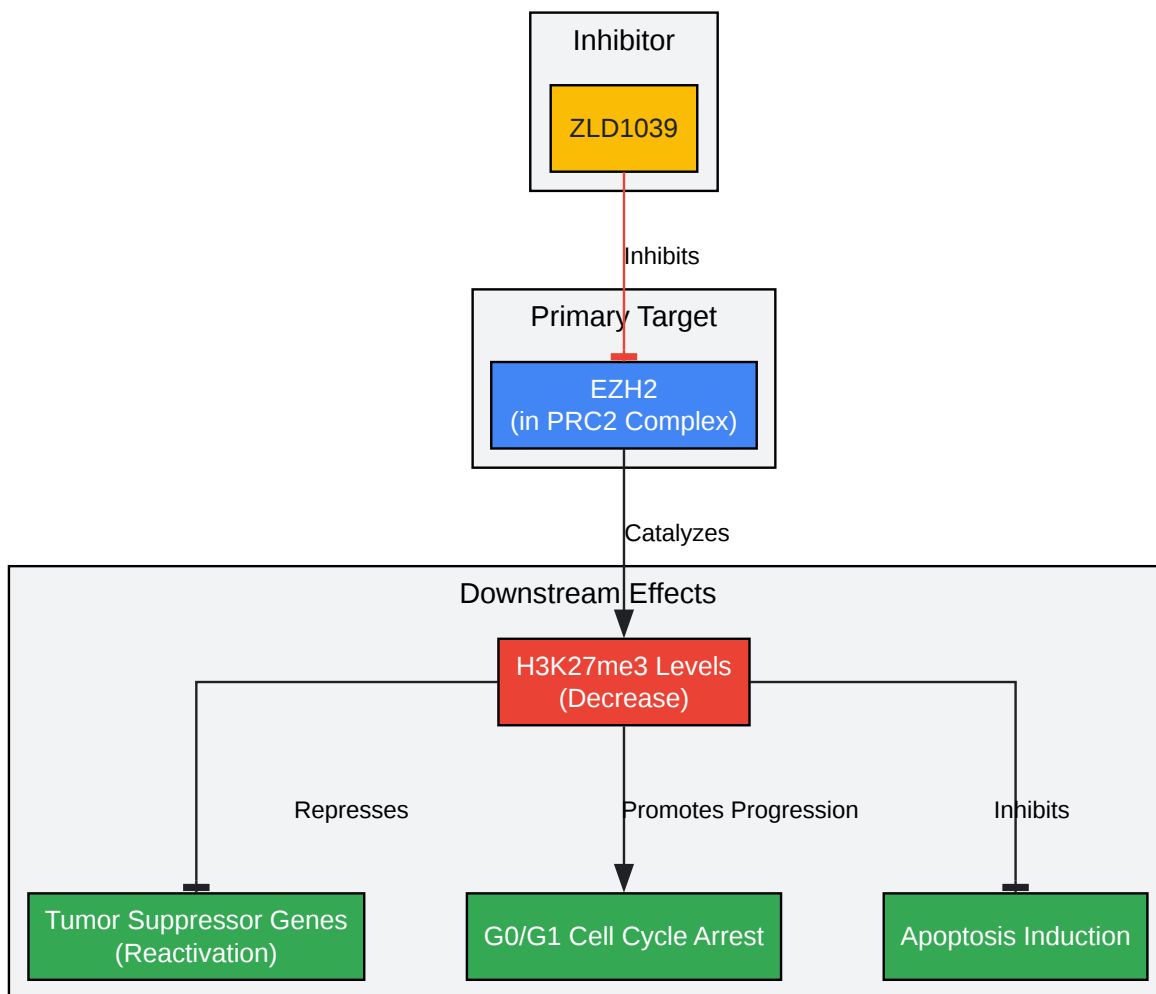 Inhibitor
ZLD1039
Inhibits
Primary Target
EZH2
(in PRC2 Complex)
Catalyzes
Downstream Effects
H3K27me3 Levels
(Decrease)
Represses
Promotes Progression
Inhibits
Tumor Suppressor Genes
(Reactivation)
G0/G1 Cell Cycle Arrest
Apoptosis Induction